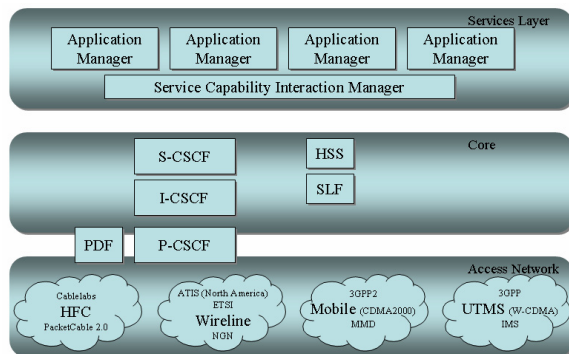 Services Layer
Application
Manager
Application
Manager
Application
Manager
Application
Manager
Service Capability Interaction Manager
Core
S-CSCF
HSS
I-CSCF
SLF
PDF
P-CSCF
Access Network
Cablelabs
HFC
PacketCable 2.0
ATIS (North America)
ETSI
Wireline
NGN
3GPP2
Mobile (CDMA2000)
MMD
3GPP
UTMS (W-CDMA)
IMS